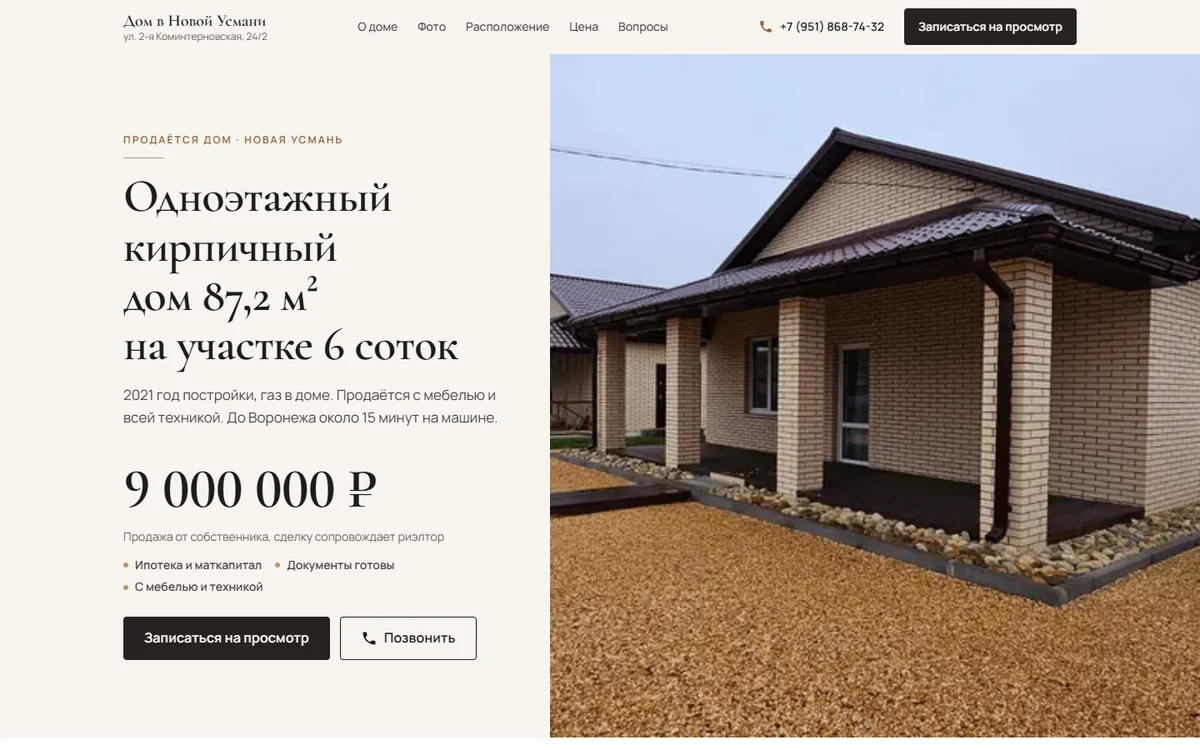 Дом в Новой Усмани
ул. 2-я Коминтерновская, 24/2
О доме Фото Расположение Цена Вопросы
+7 (951) 868-74-32
Записаться на просмотр
ПРОДАЁТСЯ ДОМ · НОВАЯ УСМАНЬ
Одноэтажный
кирпичный
дом 87,2 м²
на участке 6 соток
2021 год постройки, газ в доме. Продаётся с мебелью и
всей техникой. До Воронежа около 15 минут на машине.
9 000 000 ₽
Продажа от собственника, сделку сопровождает риэлтор
Ипотека и маткапитал
Документы готовы
С мебелью и техникой
Записаться на просмотр
Позвонить